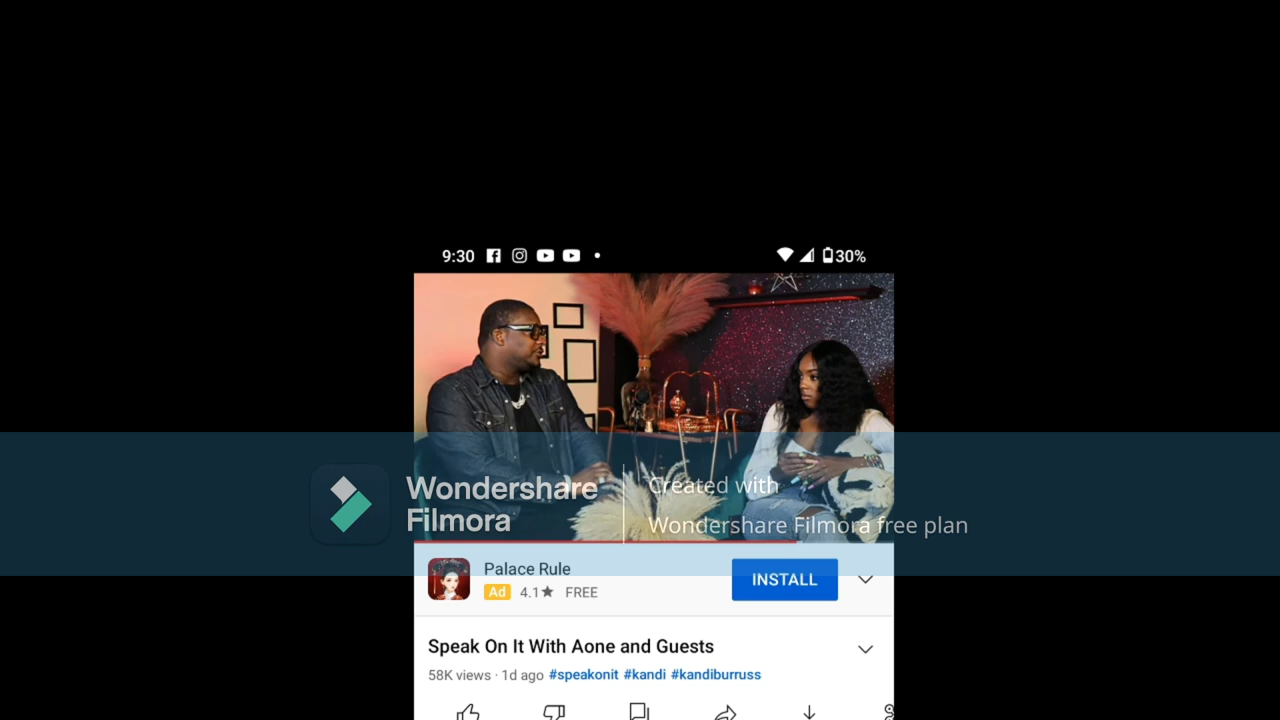 9:30
30%
Wondershare
Filmora
Created with
Wondershare Filmora free plan
Palace Rule
INSTALL
Ad 4.1★ FREE
Speak On It With Aone and Guests
58K views · 1d ago #speakonit #kandi #kandiburruss